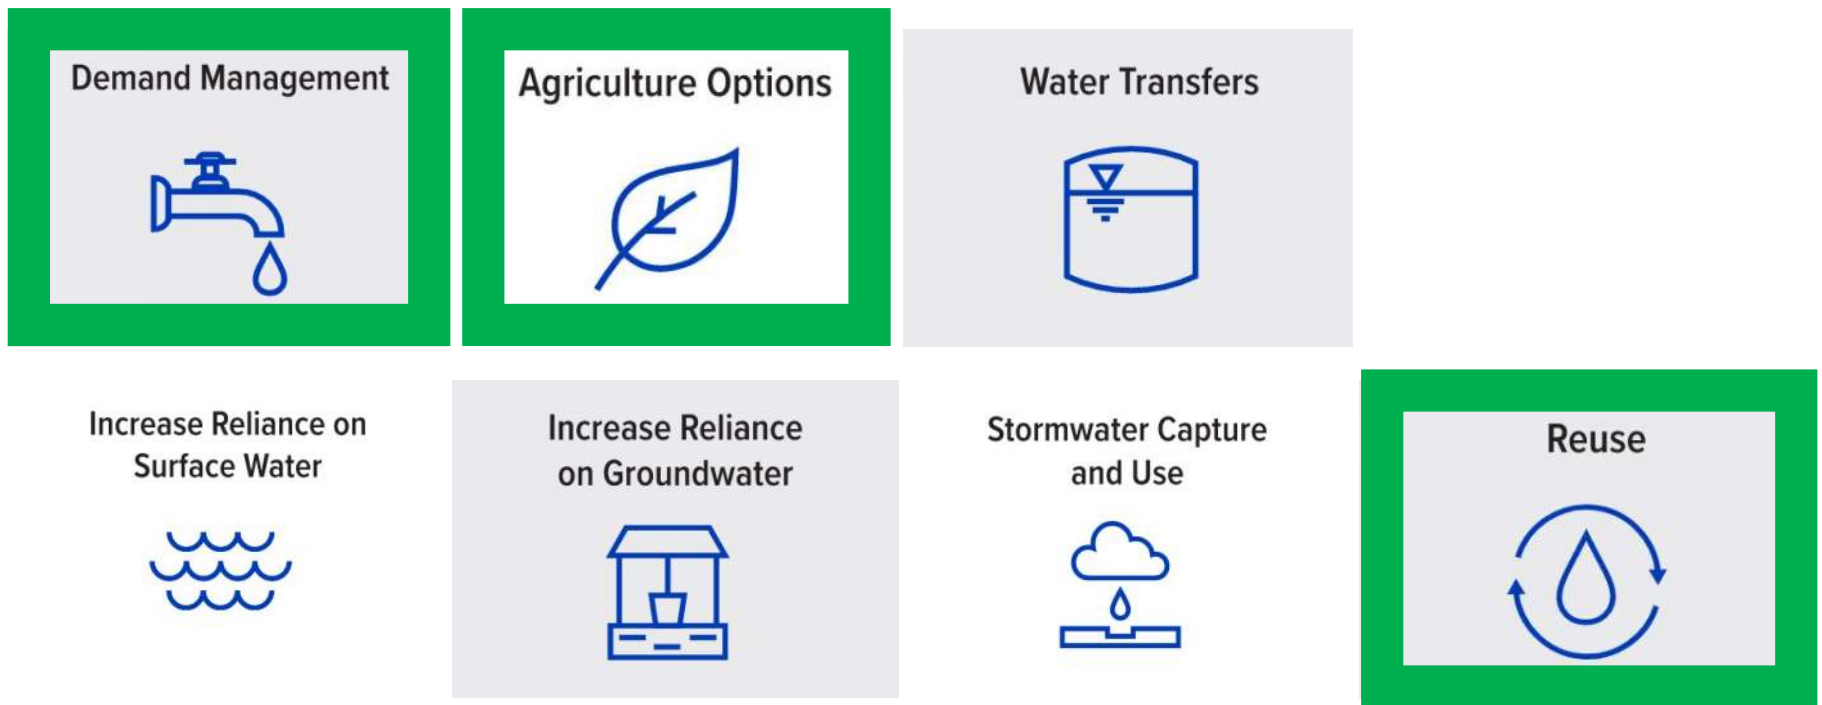 Demand Management
Agriculture Options
Water Transfers
Increase Reliance on
Surface Water
Increase Reliance
on Groundwater
Stormwater Capture
and Use
Reuse